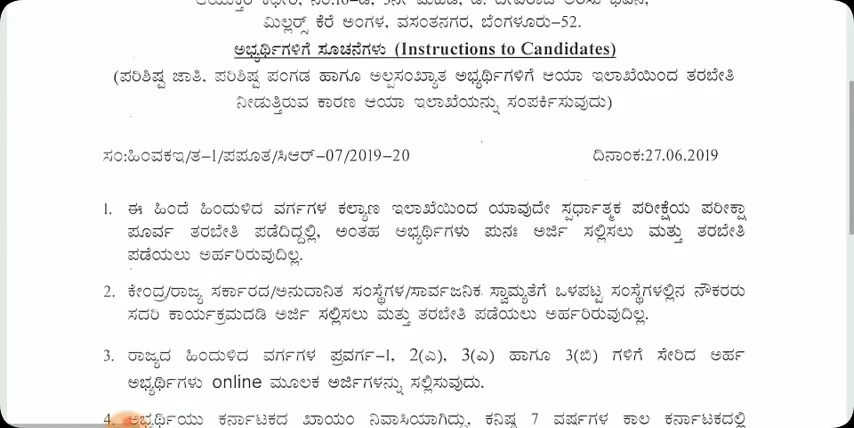 ಮಿಲ್ಲರ್ಸ್ ಕೆರೆ ಅಂಗಳ, ವಸಂತನಗರ, ಬೆಂಗಳೂರು–52.
ಅಭ್ಯರ್ಥಿಗಳಿಗೆ ಸೂಚನೆಗಳು (Instructions to Candidates)
(ಪರಿಶಿಷ್ಟ ಜಾತಿ, ಪರಿಶಿಷ್ಟ ಪಂಗಡ ಹಾಗೂ ಅಲ್ಪಸಂಖ್ಯಾತ ಅಭ್ಯರ್ಥಿಗಳಿಗೆ ಆಯಾ ಇಲಾಖೆಯಿಂದ ತರಬೇತಿ
ನೀಡುತ್ತಿರುವ ಕಾರಣ ಆಯಾ ಇಲಾಖೆಯನ್ನು ಸಂಪರ್ಕಿಸುವುದು)
ಸಂ:ಹಿಂವಕಇ/ತ–1/ಪಪೂತ/ಸಿಆರ್–07/2019–20 ದಿನಾಂಕ:27.06.2019
1. ಈ ಹಿಂದೆ ಹಿಂದುಳಿದ ವರ್ಗಗಳ ಕಲ್ಯಾಣ ಇಲಾಖೆಯಿಂದ ಯಾವುದೇ ಸ್ಪರ್ಧಾತ್ಮಕ ಪರೀಕ್ಷೆಯ ಪರೀಕ್ಷಾ
ಪೂರ್ವ ತರಬೇತಿ ಪಡೆದಿದ್ದಲ್ಲಿ, ಅಂತಹ ಅಭ್ಯರ್ಥಿಗಳು ಪುನಃ ಅರ್ಜಿ ಸಲ್ಲಿಸಲು ಮತ್ತು ತರಬೇತಿ
ಪಡೆಯಲು ಅರ್ಹರಿರುವುದಿಲ್ಲ.
2. ಕೇಂದ್ರ/ರಾಜ್ಯ ಸರ್ಕಾರದ/ಅನುದಾನಿತ ಸಂಸ್ಥೆಗಳ/ಸಾರ್ವಜನಿಕ ಸ್ವಾಮ್ಯತೆಗೆ ಒಳಪಟ್ಟ ಸಂಸ್ಥೆಗಳಲ್ಲಿನ ನೌಕರರು
ಸದರಿ ಕಾರ್ಯಕ್ರಮದಡಿ ಅರ್ಜಿ ಸಲ್ಲಿಸಲು ಮತ್ತು ತರಬೇತಿ ಪಡೆಯಲು ಅರ್ಹರಿರುವುದಿಲ್ಲ.
3. ರಾಜ್ಯದ ಹಿಂದುಳಿದ ವರ್ಗಗಳ ಪ್ರವರ್ಗ–1, 2(ಎ), 3(ಎ) ಹಾಗೂ 3(ಬಿ) ಗಳಿಗೆ ಸೇರಿದ ಅರ್ಹ
ಅಭ್ಯರ್ಥಿಗಳು online ಮೂಲಕ ಅರ್ಜಿಗಳನ್ನು ಸಲ್ಲಿಸುವುದು.
4. ಅಭ್ಯರ್ಥಿಯು ಕರ್ನಾಟಕದ ಖಾಯಂ ನಿವಾಸಿಯಾಗಿದ್ದು, ಕನಿಷ್ಠ 7 ವರ್ಷಗಳ ಕಾಲ ಕರ್ನಾಟಕದಲ್ಲಿ